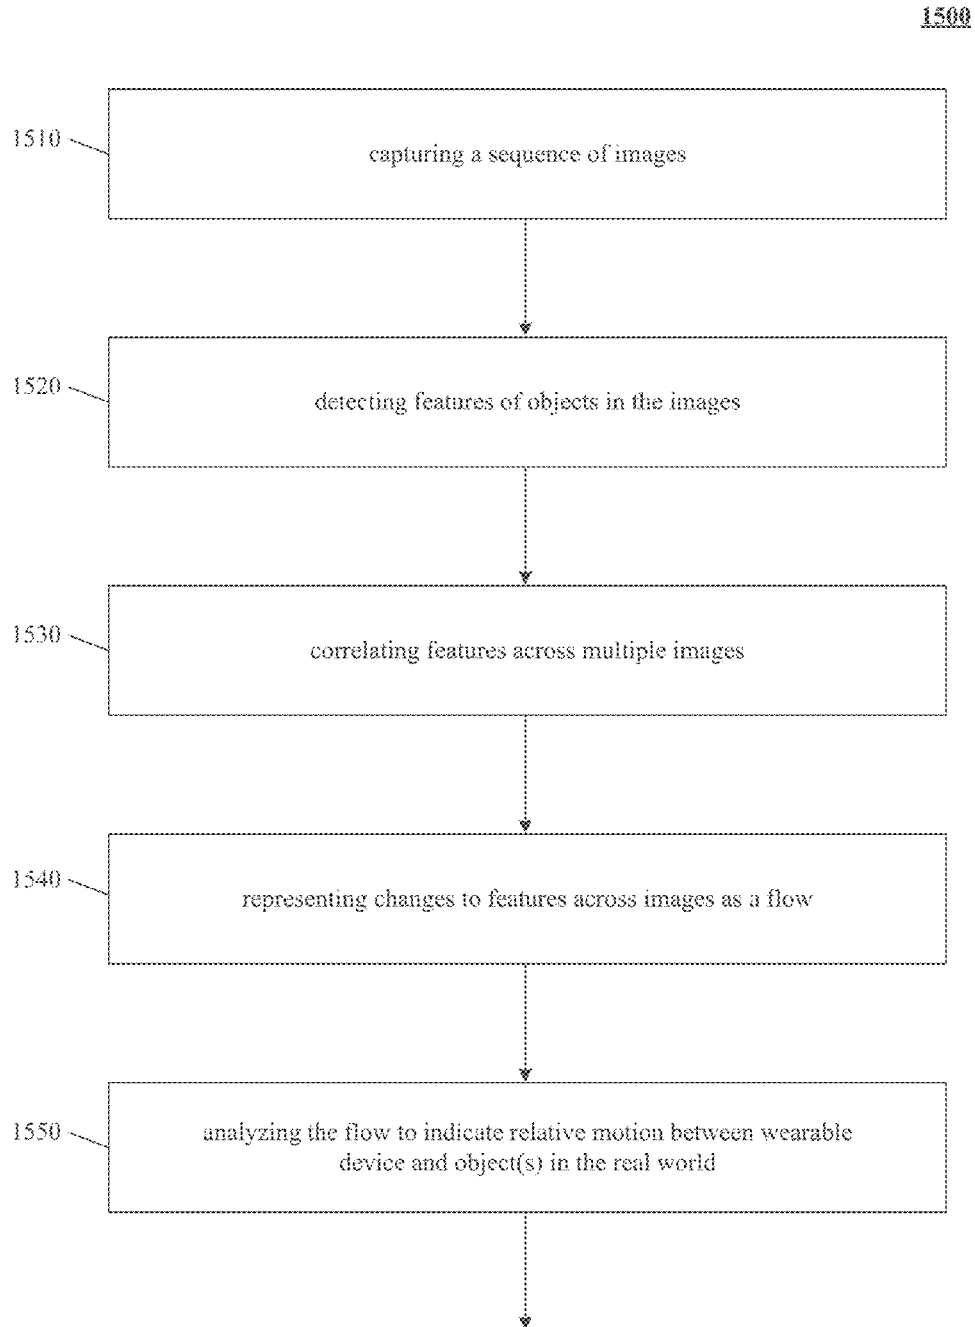 1500
1510
capturing a sequence of images
1520
detecting features of objects in the images
1530
correlating features across multiple images
1540
representing changes to features across images as a flow
1550
analyzing the flow to indicate relative motion between wearable
device and object(s) in the real world